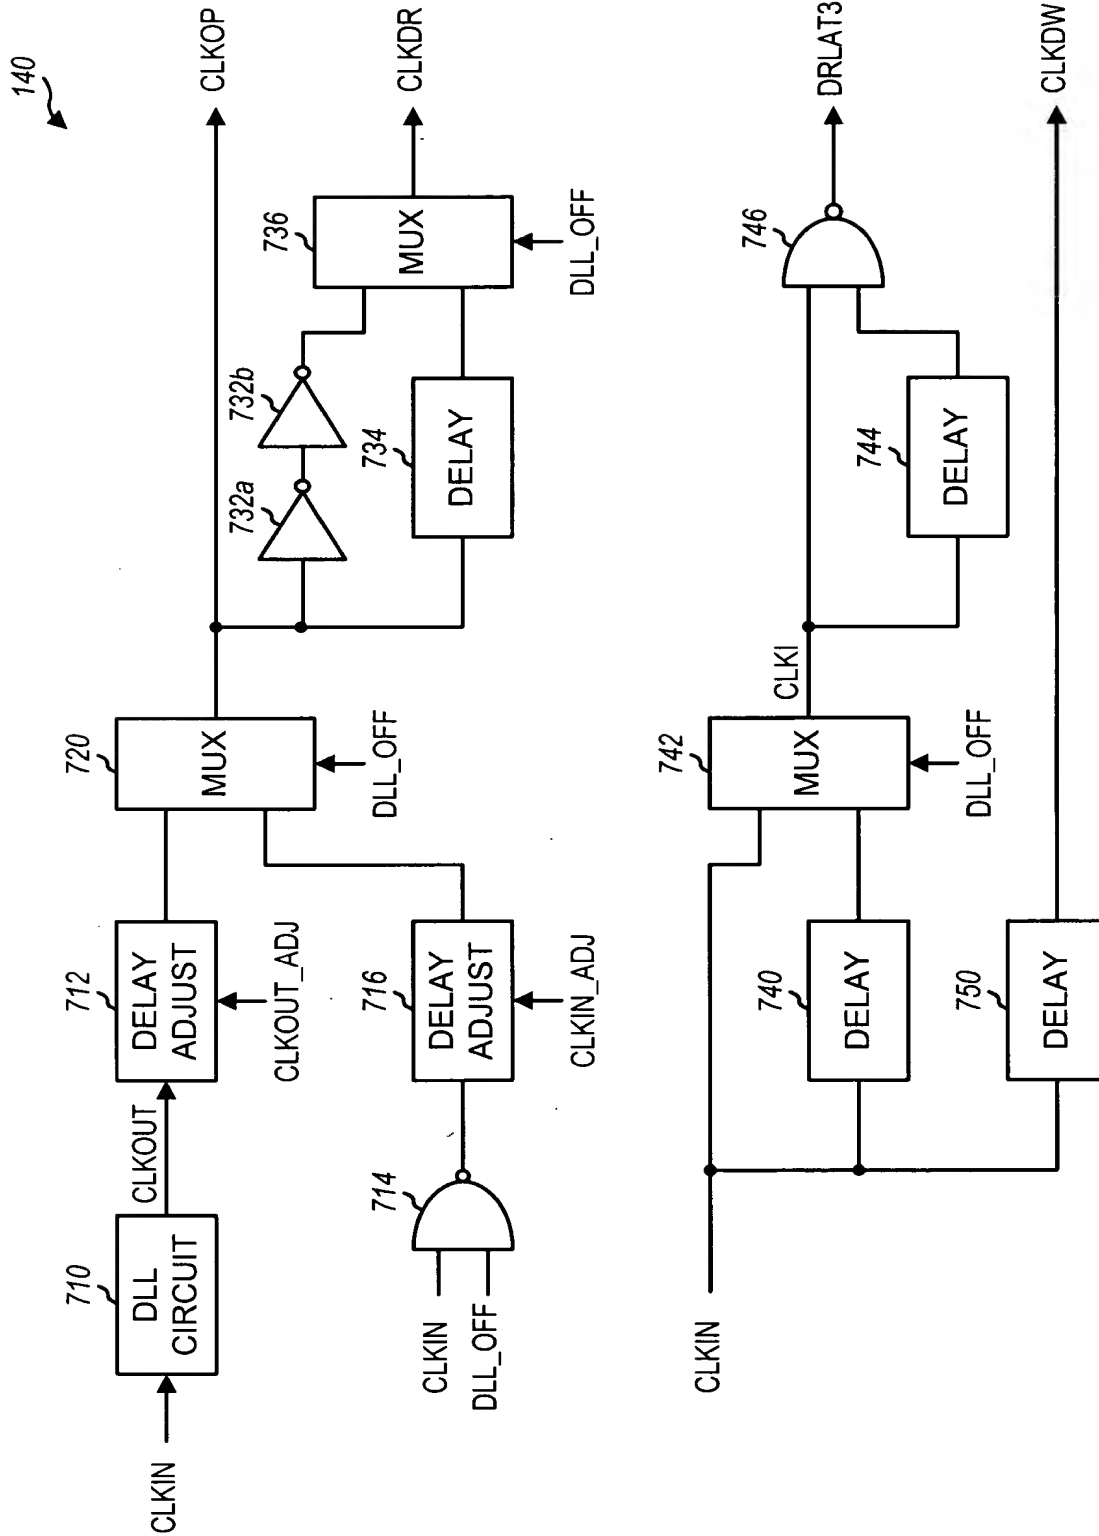 140
CLKIN
710
DLL
CIRCUIT
CLKOUT
712
DELAY
ADJUST
CLKOUT_ADJ
720
MUX
DLL_OFF
CLKOP
CLKIN
DLL_OFF
714
716
DELAY
ADJUST
CLKIN_ADJ
732a
732b
734
DELAY
736
MUX
DLL_OFF
CLKDR
CLKIN
740
DELAY
742
MUX
DLL_OFF
CLKI
744
DELAY
746
DRLAT3
750
DELAY
CLKDW